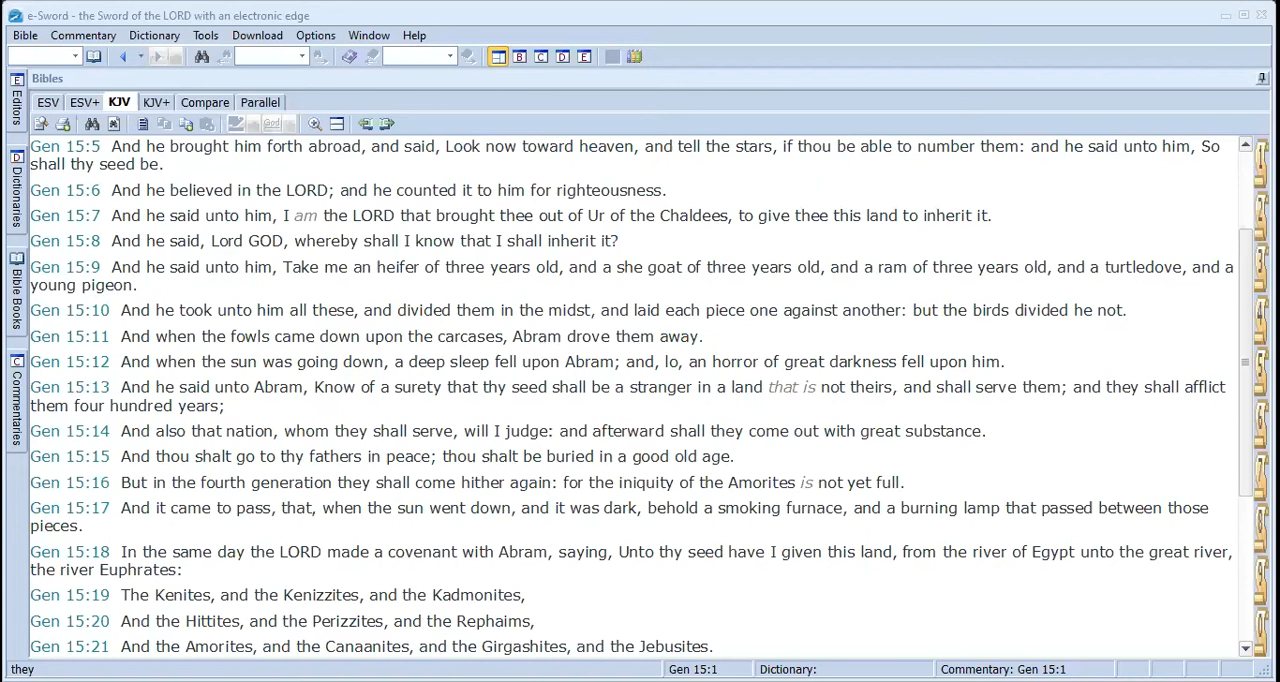 e-Sword - the Sword of the LORD with an electronic edge
Bible Commentary Dictionary Tools Options Download Window Help
B C D E
Bibles
E Editors
D Dictionaries
Bible Books
C Commentaries
ESV ESV+ KJV KJV+ Compare Parallel
God
Gen 15:5 And he brought him forth abroad, and said, Look now toward heaven, and tell the stars, if thou be able to number them: and he said unto him, So
shall thy seed be.
Gen 15:6 And he believed in the LORD; and he counted it to him for righteousness.
Gen 15:7 And he said unto him, I am the LORD that brought thee out of Ur of the Chaldees, to give thee this land to inherit it.
Gen 15:8 And he said, Lord GOD, whereby shall I know that I shall inherit it?
Gen 15:9 And he said unto him, Take me an heifer of three years old, and a she goat of three years old, and a ram of three years old, and a turtledove, and a
young pigeon.
Gen 15:10 And he took unto him all these, and divided them in the midst, and laid each piece one against another: but the birds divided he not.
Gen 15:11 And when the fowls came down upon the carcases, Abram drove them away.
Gen 15:12 And when the sun was going down, a deep sleep fell upon Abram; and, lo, an horror of great darkness fell upon him.
Gen 15:13 And he said unto Abram, Know of a surety that thy seed shall be a stranger in a land that is not theirs, and shall serve them; and they shall afflict
them four hundred years;
Gen 15:14 And also that nation, whom they shall serve, will I judge: and afterward shall they come out with great substance.
Gen 15:15 And thou shalt go to thy fathers in peace; thou shalt be buried in a good old age.
Gen 15:16 But in the fourth generation they shall come hither again: for the iniquity of the Amorites is not yet full.
Gen 15:17 And it came to pass, that, when the sun went down, and it was dark, behold a smoking furnace, and a burning lamp that passed between those
pieces.
Gen 15:18 In the same day the LORD made a covenant with Abram, saying, Unto thy seed have I given this land, from the river of Egypt unto the great river,
the river Euphrates:
Gen 15:19 The Kenites, and the Kenizzites, and the Kadmonites,
Gen 15:20 And the Hittites, and the Perizzites, and the Rephaims,
Gen 15:21 And the Amorites, and the Canaanites, and the Girgashites, and the Jebusites.
1
2
3
4
5
6
7
8
9
0
they Gen 15:1 Dictionary: Commentary: Gen 15:1